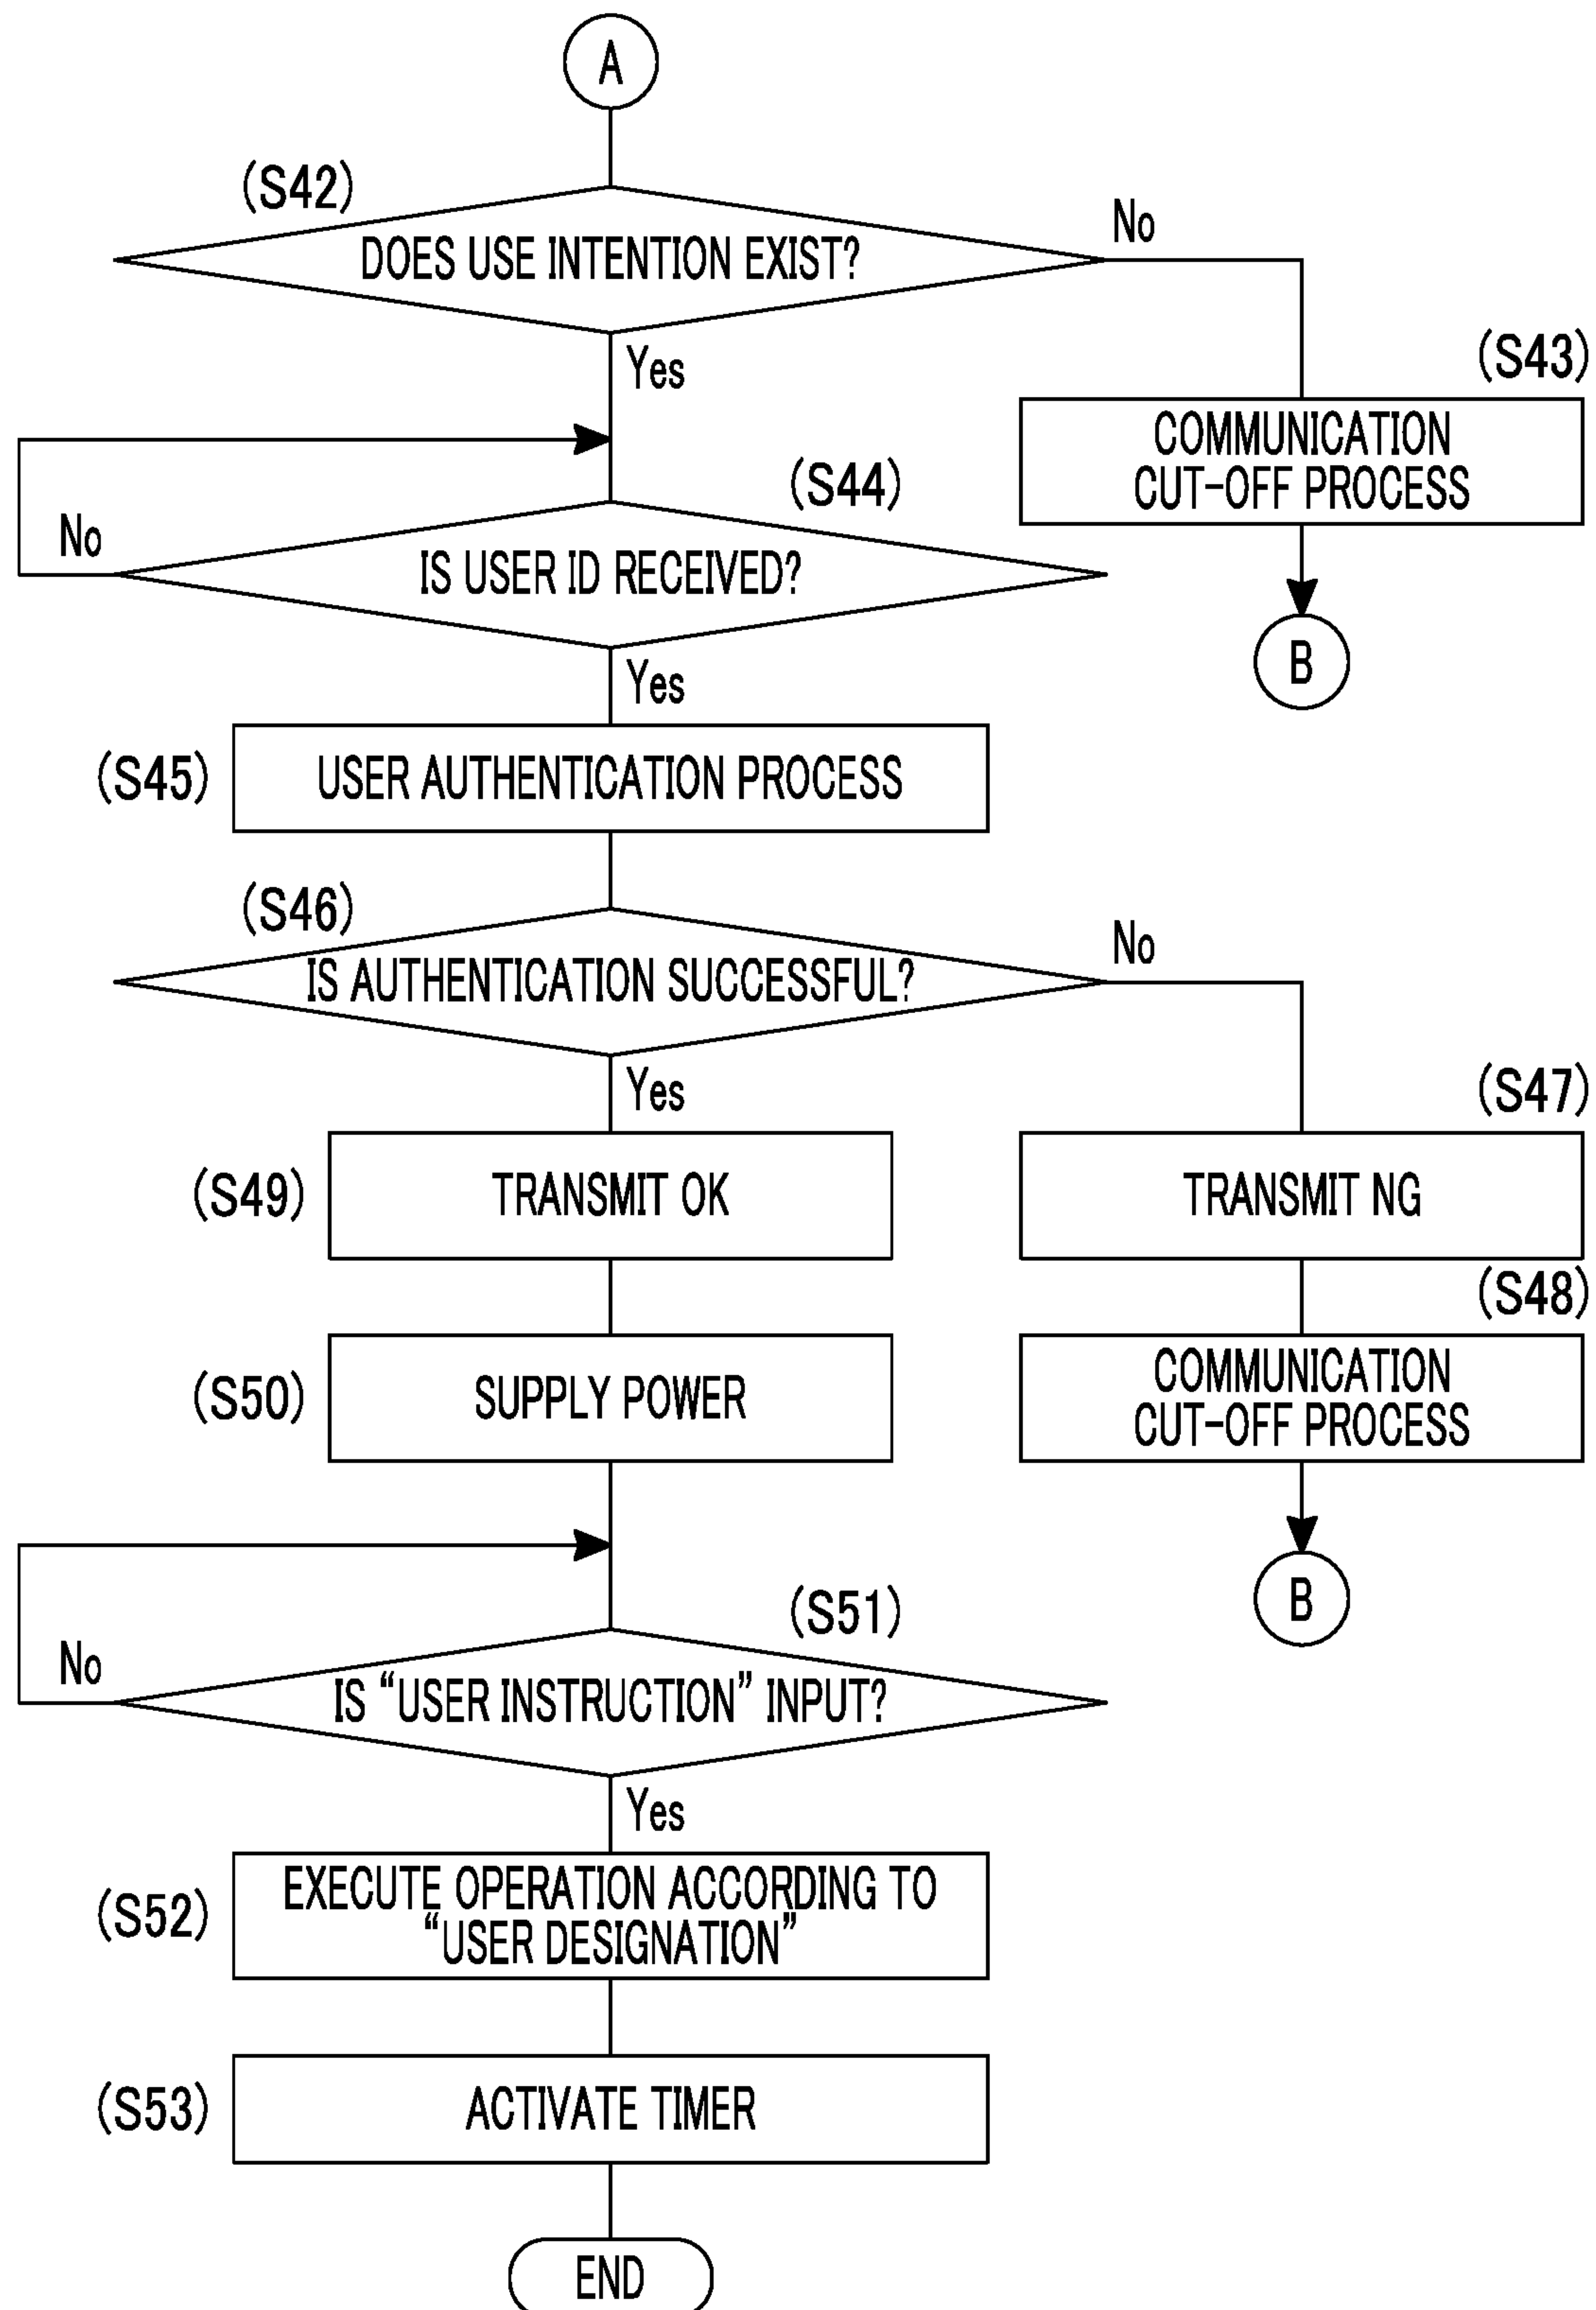 A
(S42)
DOES USE INTENTION EXIST?
No
Yes
(S43)
COMMUNICATION
CUT-OFF PROCESS
B
(S44)
IS USER ID RECEIVED?
No
Yes
(S45)
USER AUTHENTICATION PROCESS
(S46)
IS AUTHENTICATION SUCCESSFUL?
No
Yes
(S47)
TRANSMIT NG
(S48)
COMMUNICATION
CUT-OFF PROCESS
B
(S49)
TRANSMIT OK
(S50)
SUPPLY POWER
(S51)
IS “USER INSTRUCTION” INPUT?
No
Yes
(S52)
EXECUTE OPERATION ACCORDING TO
“USER DESIGNATION”
(S53)
ACTIVATE TIMER
END